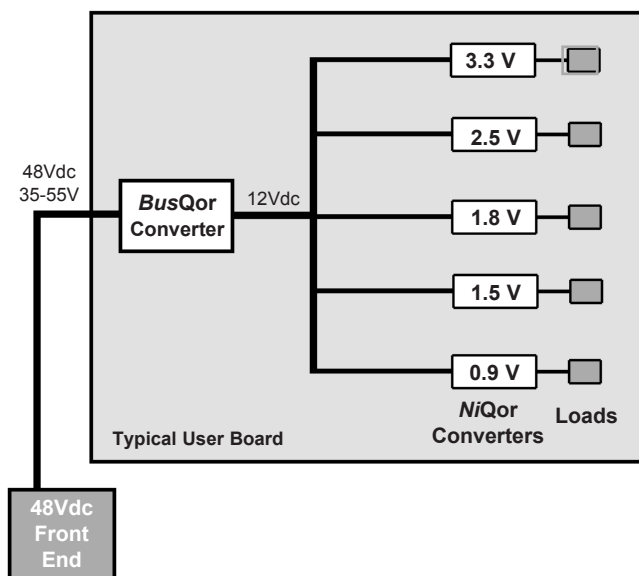 3.3 V
2.5 V
48Vdc
35-55V
BusQor
Converter
12Vdc
1.8 V
1.5 V
0.9 V
NiQor
Converters
Loads
Typical User Board
48Vdc
Front
End